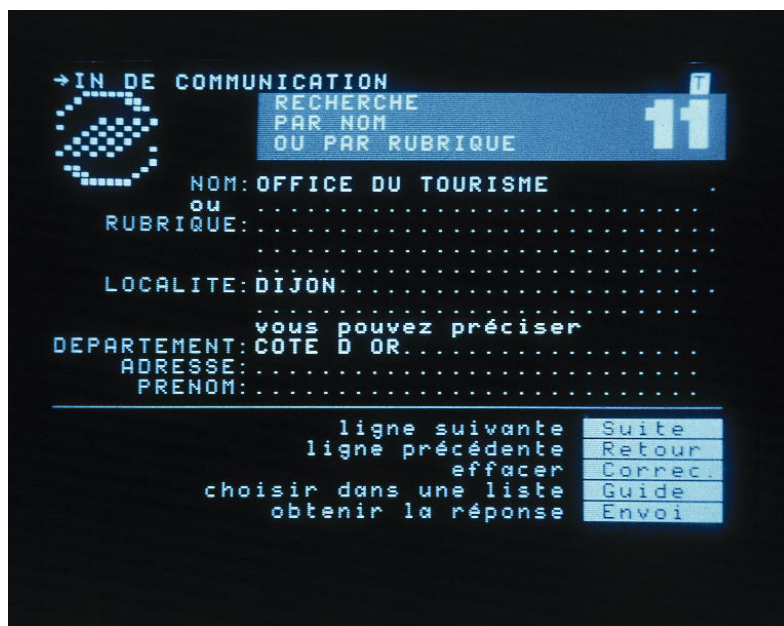 →IN DE COMMUNICATION
T
RECHERCHE
PAR NOM
OU PAR RUBRIQUE
11
NOM:OFFICE DU TOURISME .
ou ...........................
RUBRIQUE:............................
............................
...........................
LOCALITE:DIJON.......................
...........................
vous pouvez préciser
DEPARTEMENT:COTE D OR..................
ADRESSE:...........................
PRENOM:...........................
ligne suivante Suite
ligne précédente Retour
effacer Correc.
choisir dans une liste Guide
obtenir la réponse Envoi